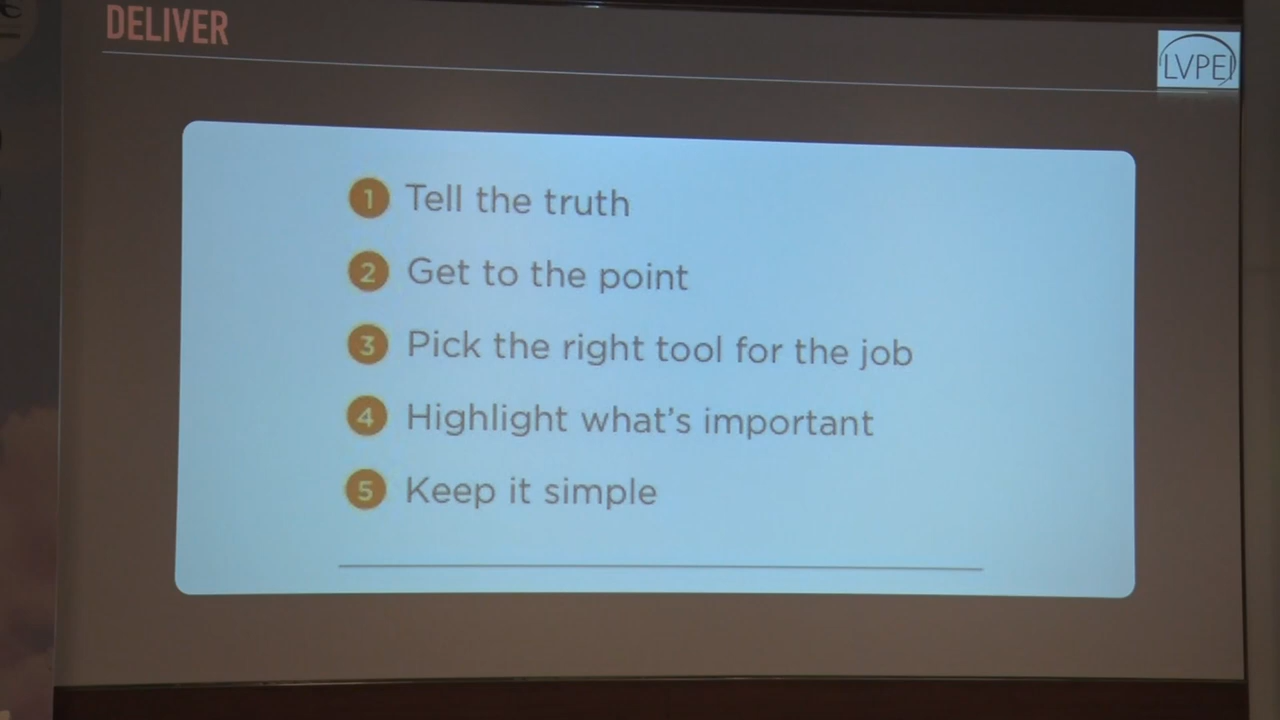 DELIVER
LVPEI
1 Tell the truth
2 Get to the point
3 Pick the right tool for the job
4 Highlight what's important
5 Keep it simple